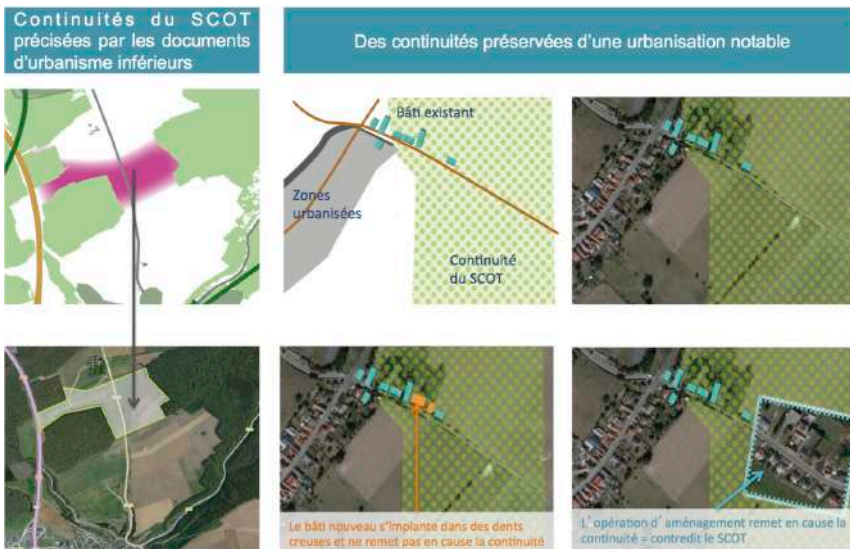 Continuités du SCOT
précisées par les documents
d'urbanisme inférieurs
Des continuités préservées d'une urbanisation notable
Bâti existant
Zones
urbanisées
Continuité
du SCOT
Le bâti nouveau s'implante dans des dents
creuses et ne remet pas en cause la continuité
L'opération d'aménagement remet en cause la
continuité = contredit le SCOT